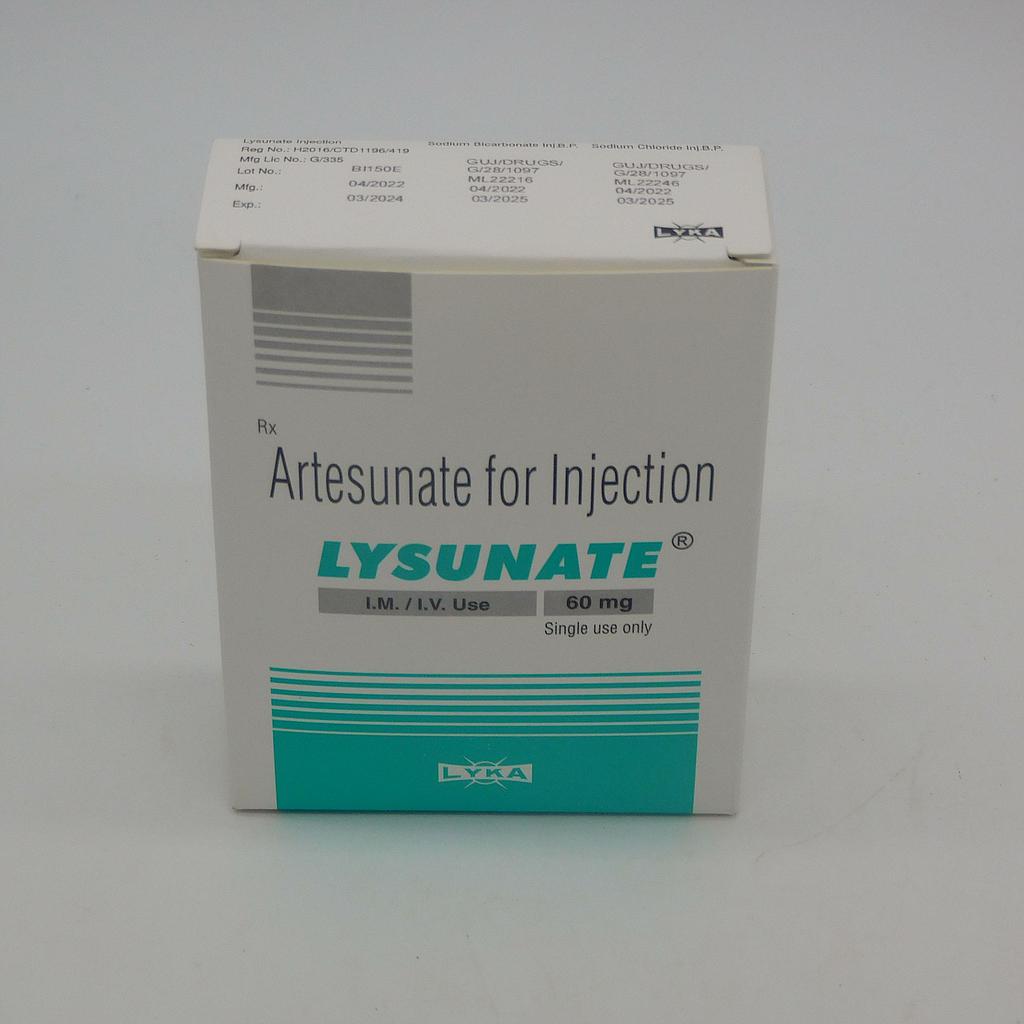 Lysunate Injection Sodium Bicarbonate Inj.B.P. Sodium Chloride Inj.B.P.
Reg No.: H2016/CTD1196/419
Mfg Lic No.: G/335 GUJ/DRUGS/ GUJ/DRUGS/
G/28/1097 G/28/1097
Lot No.: BI150E ML22216 ML22246
Mfg.: 04/2022 04/2022 04/2022
Exp.: 03/2024 03/2025 03/2025
LYKA
Rx
Artesunate for Injection
LYSUNATE ®
I.M. / I.V. Use 60 mg
Single use only
LYKA